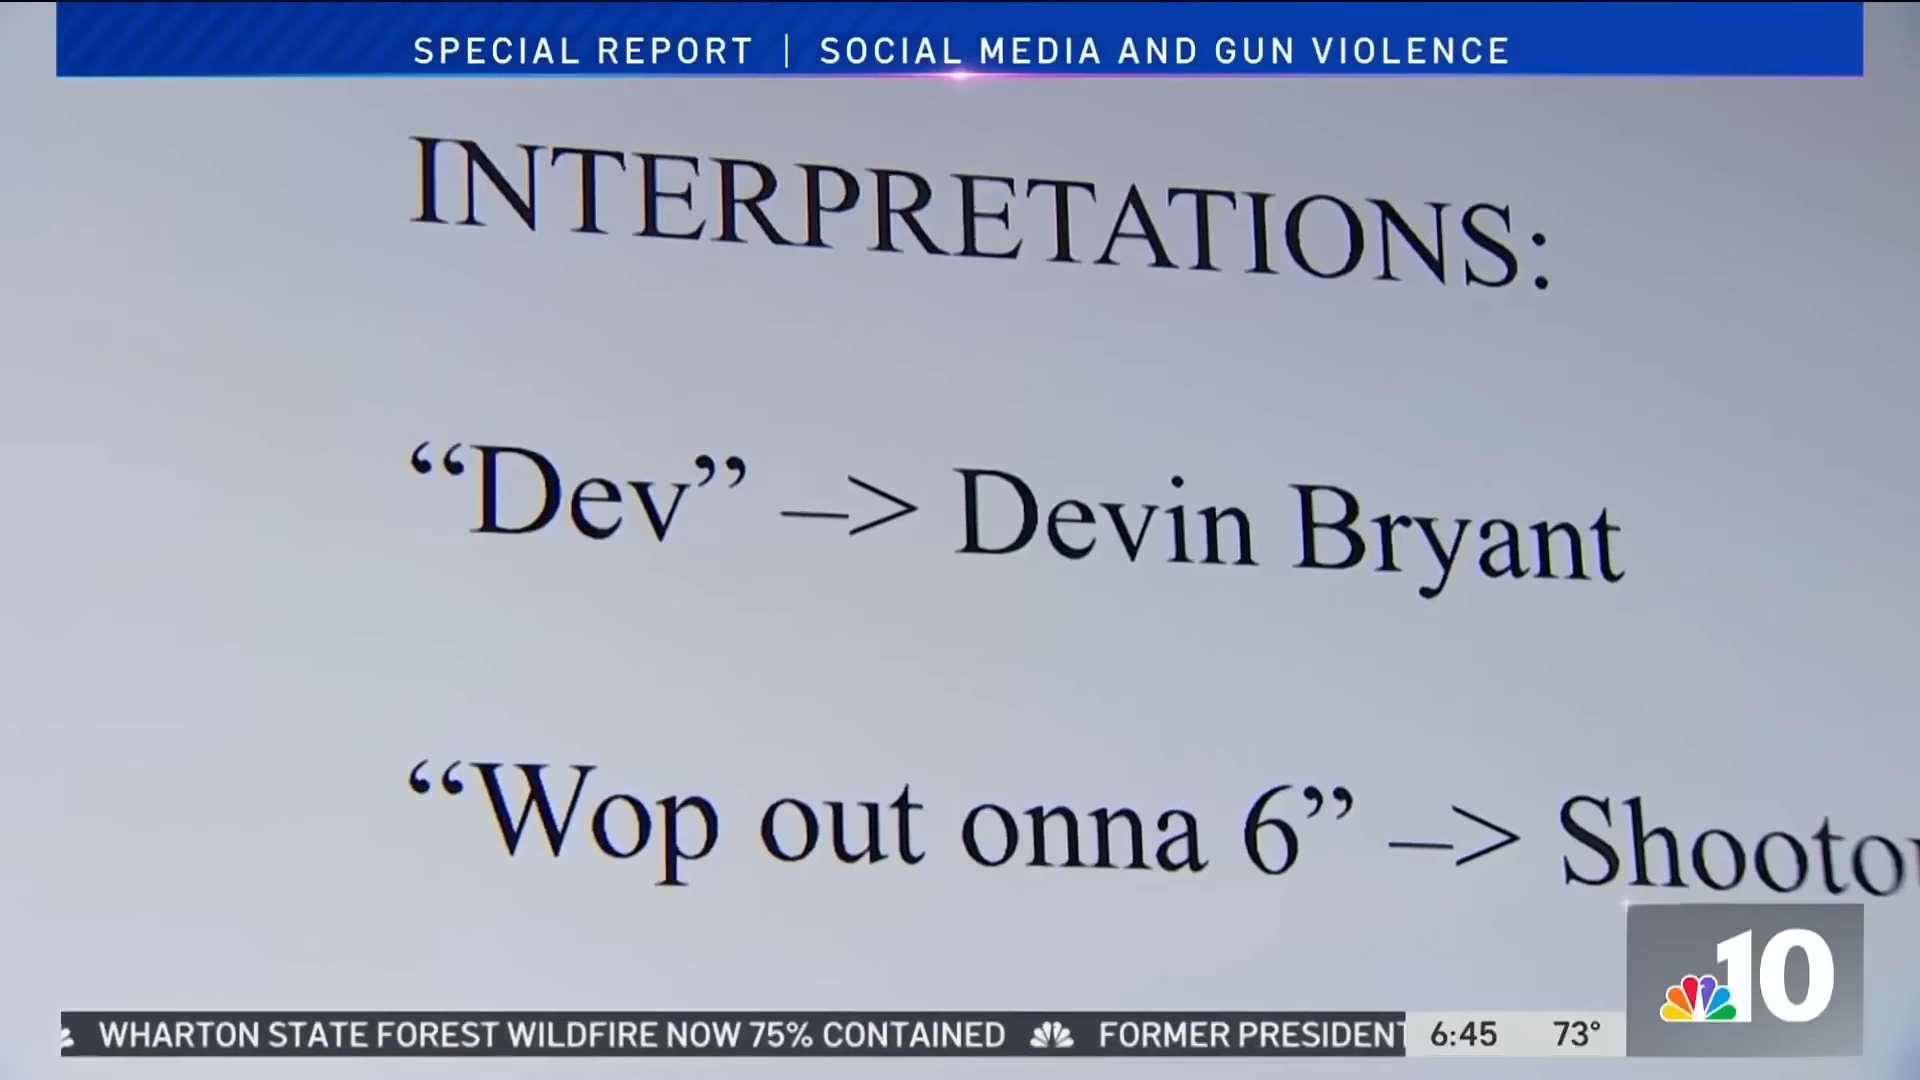 SPECIAL REPORT | SOCIAL MEDIA AND GUN VIOLENCE
INTERPRETATIONS:
“Dev” –> Devin Bryant
“Wop out onna 6” –>
10
WHARTON STATE FOREST WILDFIRE NOW 75% CONTAINED FORMER PRESIDENT 6:45 73°